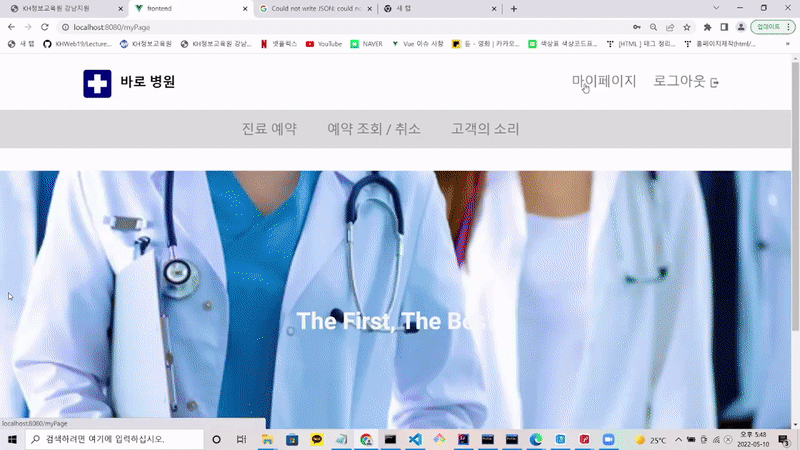 KH정보교육원 강남지원
frontend
Could not write JSON: could no
새 탭
localhost:8080/myPage
업데이트
새 탭
KHWeb19/Lecture...
KH정보교육원
KH정보교육원 강남...
넷플릭스
YouTube
NAVER
Vue 이슈 사항
둔 - 영화 | 카카오...
색상표 색상코드표...
[HTML ] 태그 정리...
홈페이지제작(html/...
바로 병원
마이페이지
로그아웃
진료 예약
예약 조회 / 취소
고객의 소리
The First, The Bes
localhost:8080/myPage
검색하려면 여기에 입력하십시오.
25°C
오후 5:48
2022-05-10